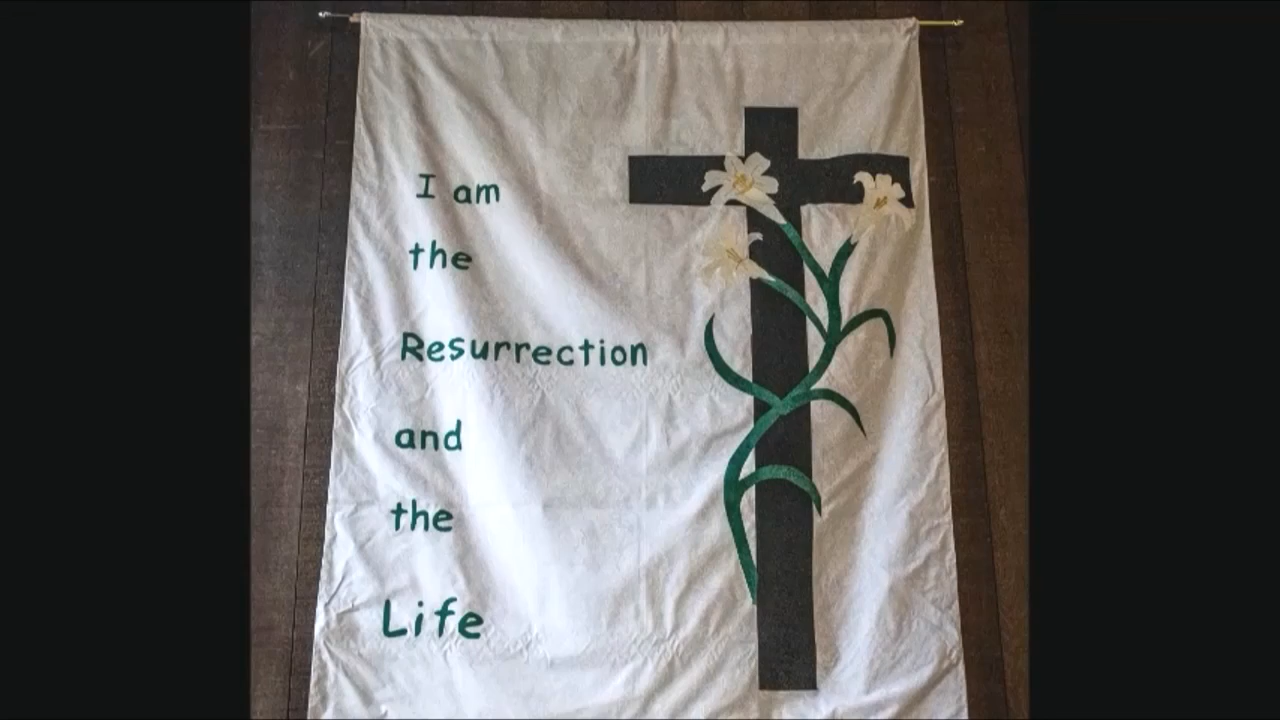 I am
the
Resurrection
and
the
Life